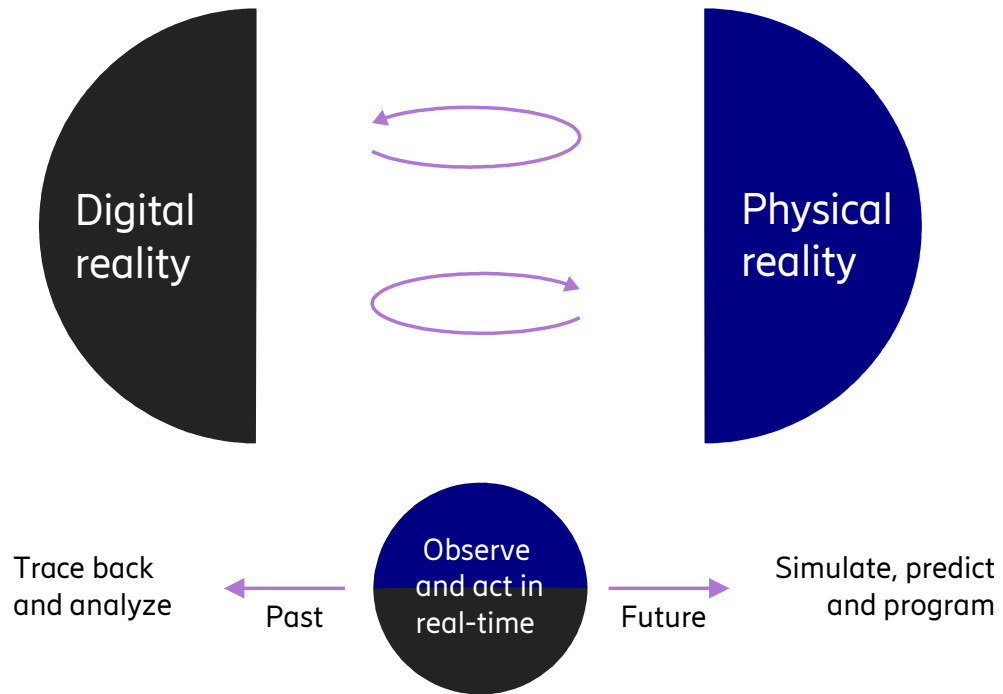 Digital
reality
Physical
reality
Observe
and act in
real-time
Trace back
and analyze
Past
Future
Simulate, predict
and program